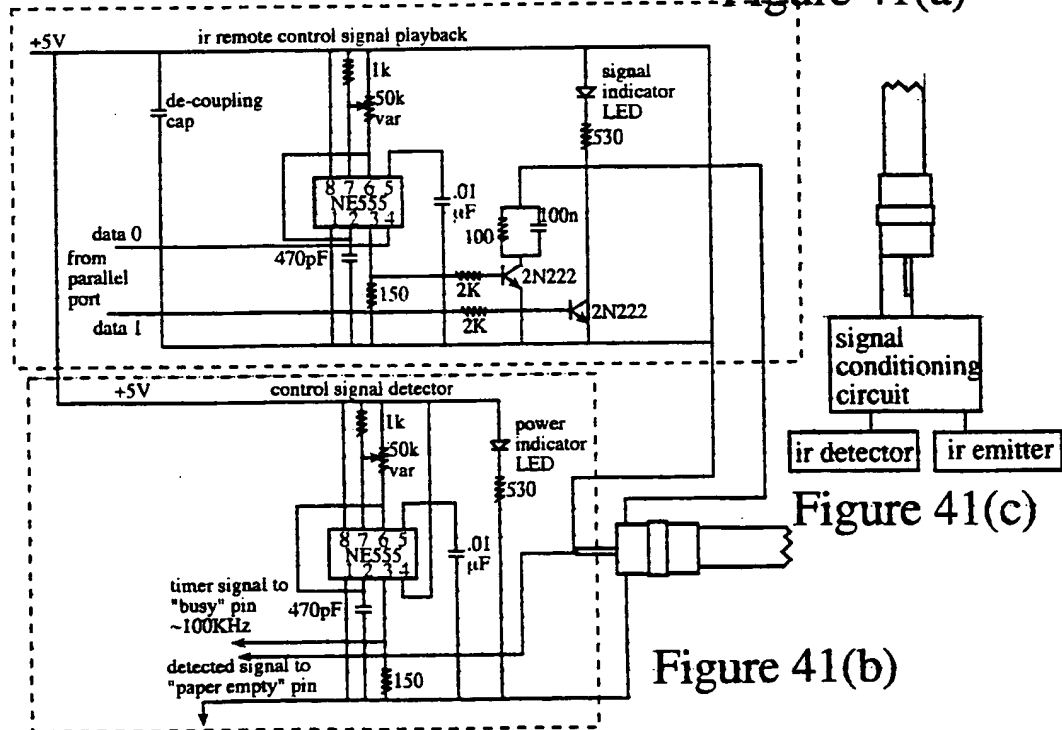 Figure 41(a)
+5V
ir remote control signal playback
1k
50k
var
de-coupling
cap
signal
indicator
LED
530
8 7 6 5
NE555
1 2 3 4
.01
µF
100n
100
data 0
from
parallel
port
data 1
470pF
150
2K
2N222
2K
2N222
signal
conditioning
circuit
ir detector
ir emitter
Figure 41(c)
+5V
control signal detector
1k
50k
var
power
indicator
LED
530
8 7 6 5
NE555
1 2 3 4
.01
µF
timer signal to
"busy" pin
~100KHz
470pF
detected signal to
"paper empty" pin
150
Figure 41(b)